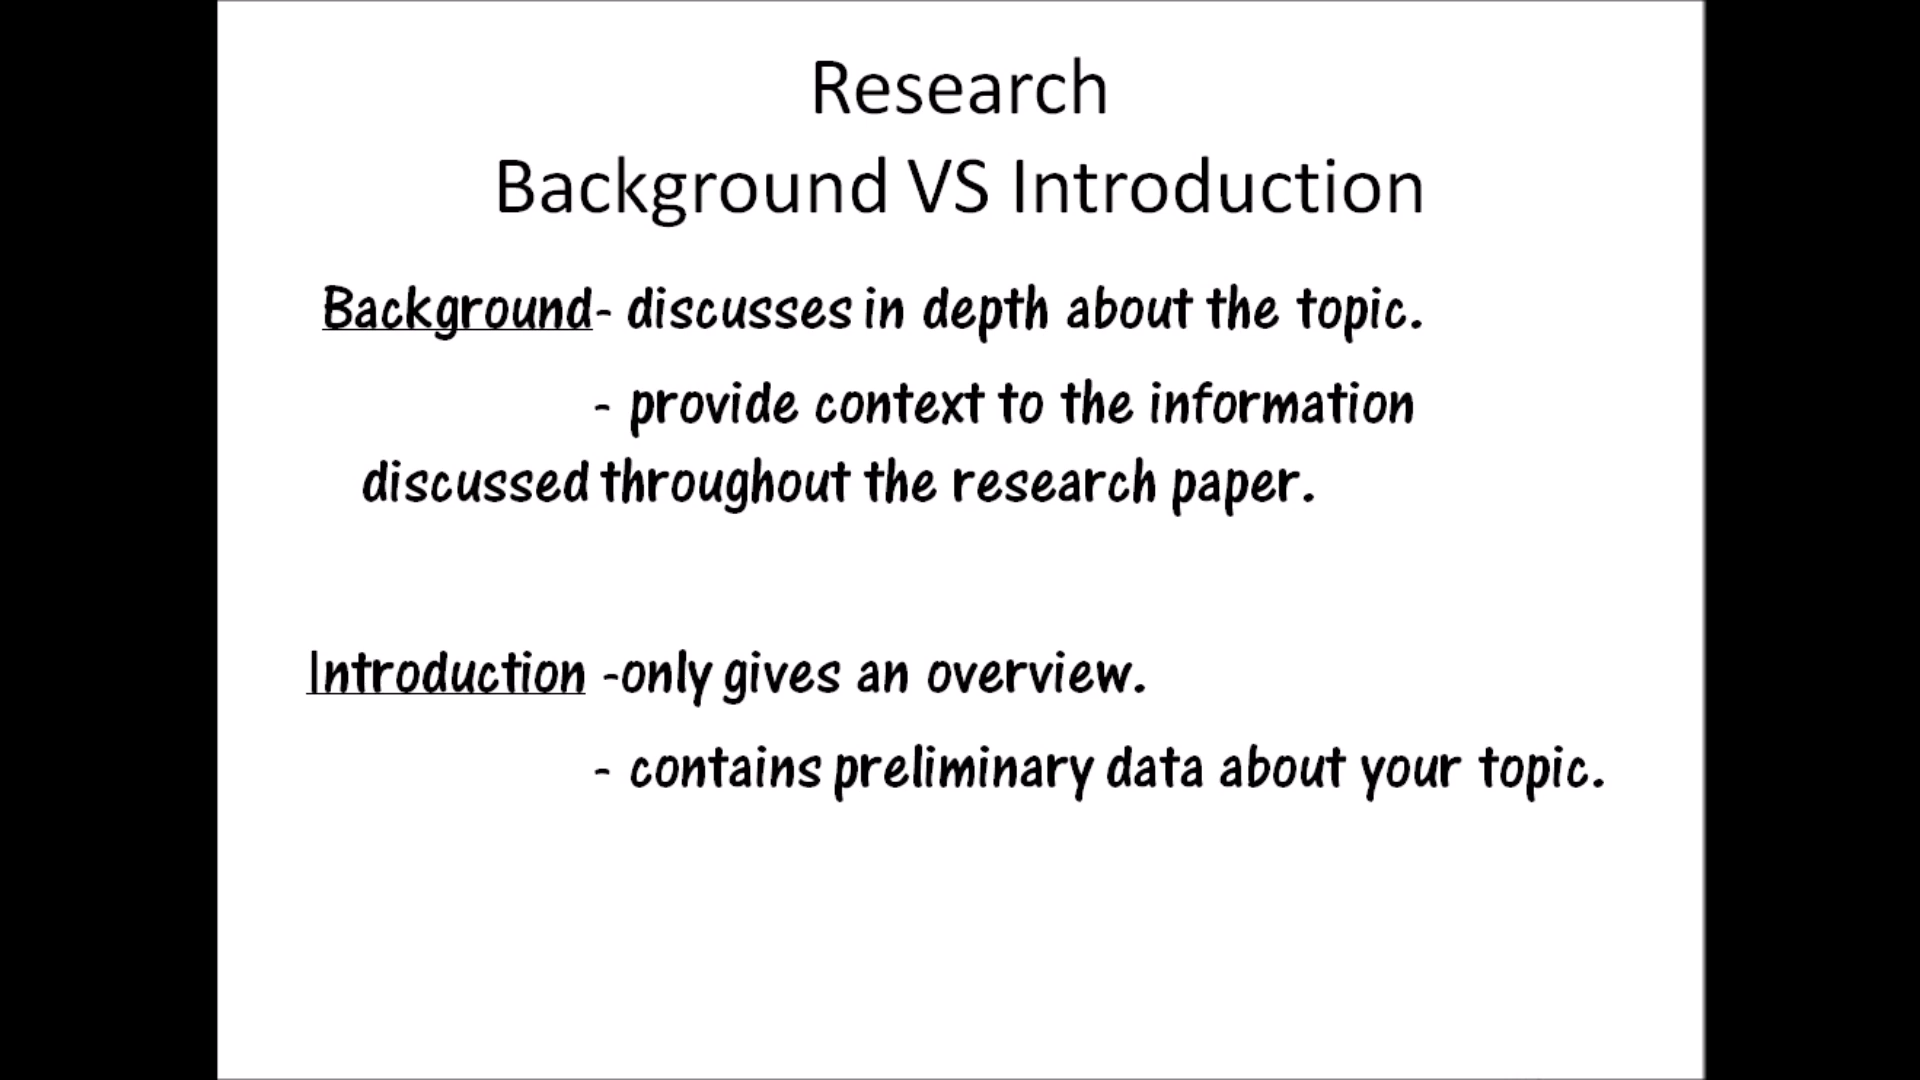 Research
Background VS Introduction
Background- discusses in depth about the topic.
- provide context to the information
discussed throughout the research paper.
Introduction -only gives an overview.
- contains preliminary data about your topic.